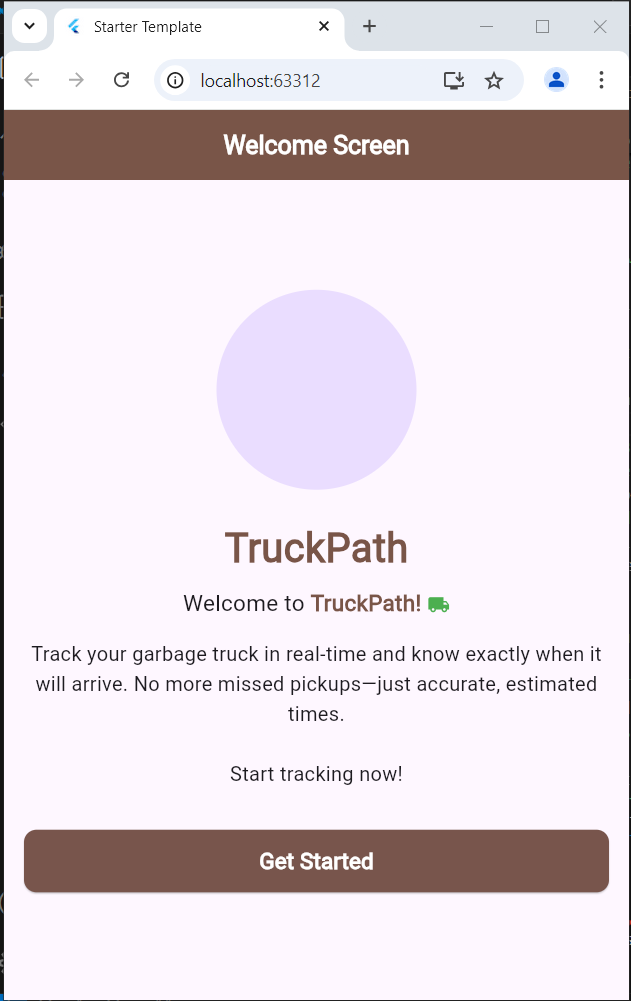 Starter Template
localhost:63312
Welcome Screen
TruckPath
Welcome to TruckPath!
Track your garbage truck in real-time and know exactly when it
will arrive. No more missed pickups—just accurate, estimated
times.
Start tracking now!
Get Started